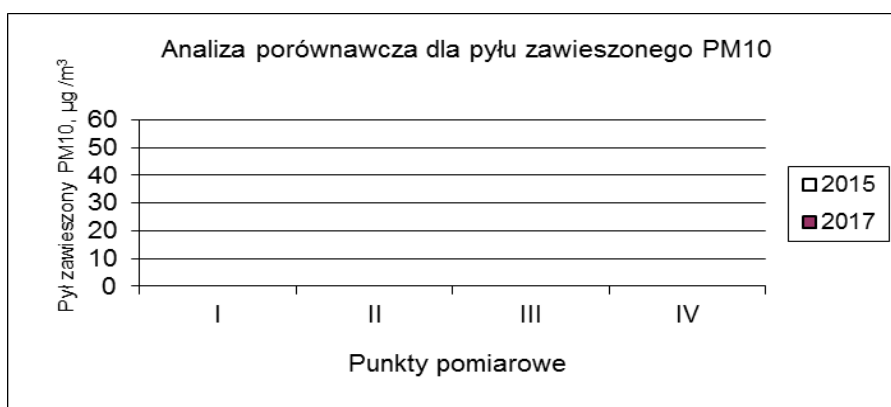 Analiza porównawcza dla pyłu zawieszonego PM10
Pył zawieszony PM10, µg /m³
60
50
40
30
20
10
0
I II III IV
Punkty pomiarowe
2015
2017